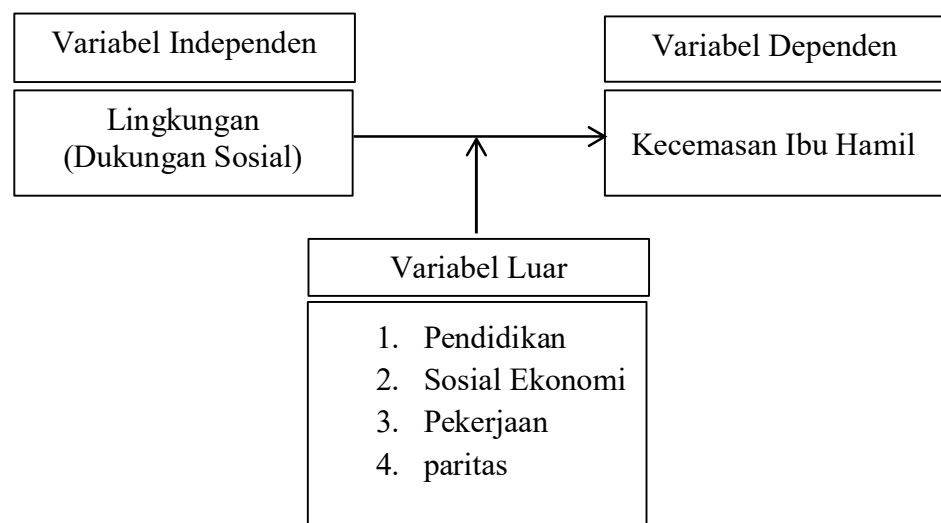 Variabel Independen
Variabel Dependen
Lingkungan
(Dukungan Sosial)
Kecemasan Ibu Hamil
Variabel Luar
1. Pendidikan
2. Sosial Ekonomi
3. Pekerjaan
4. paritas